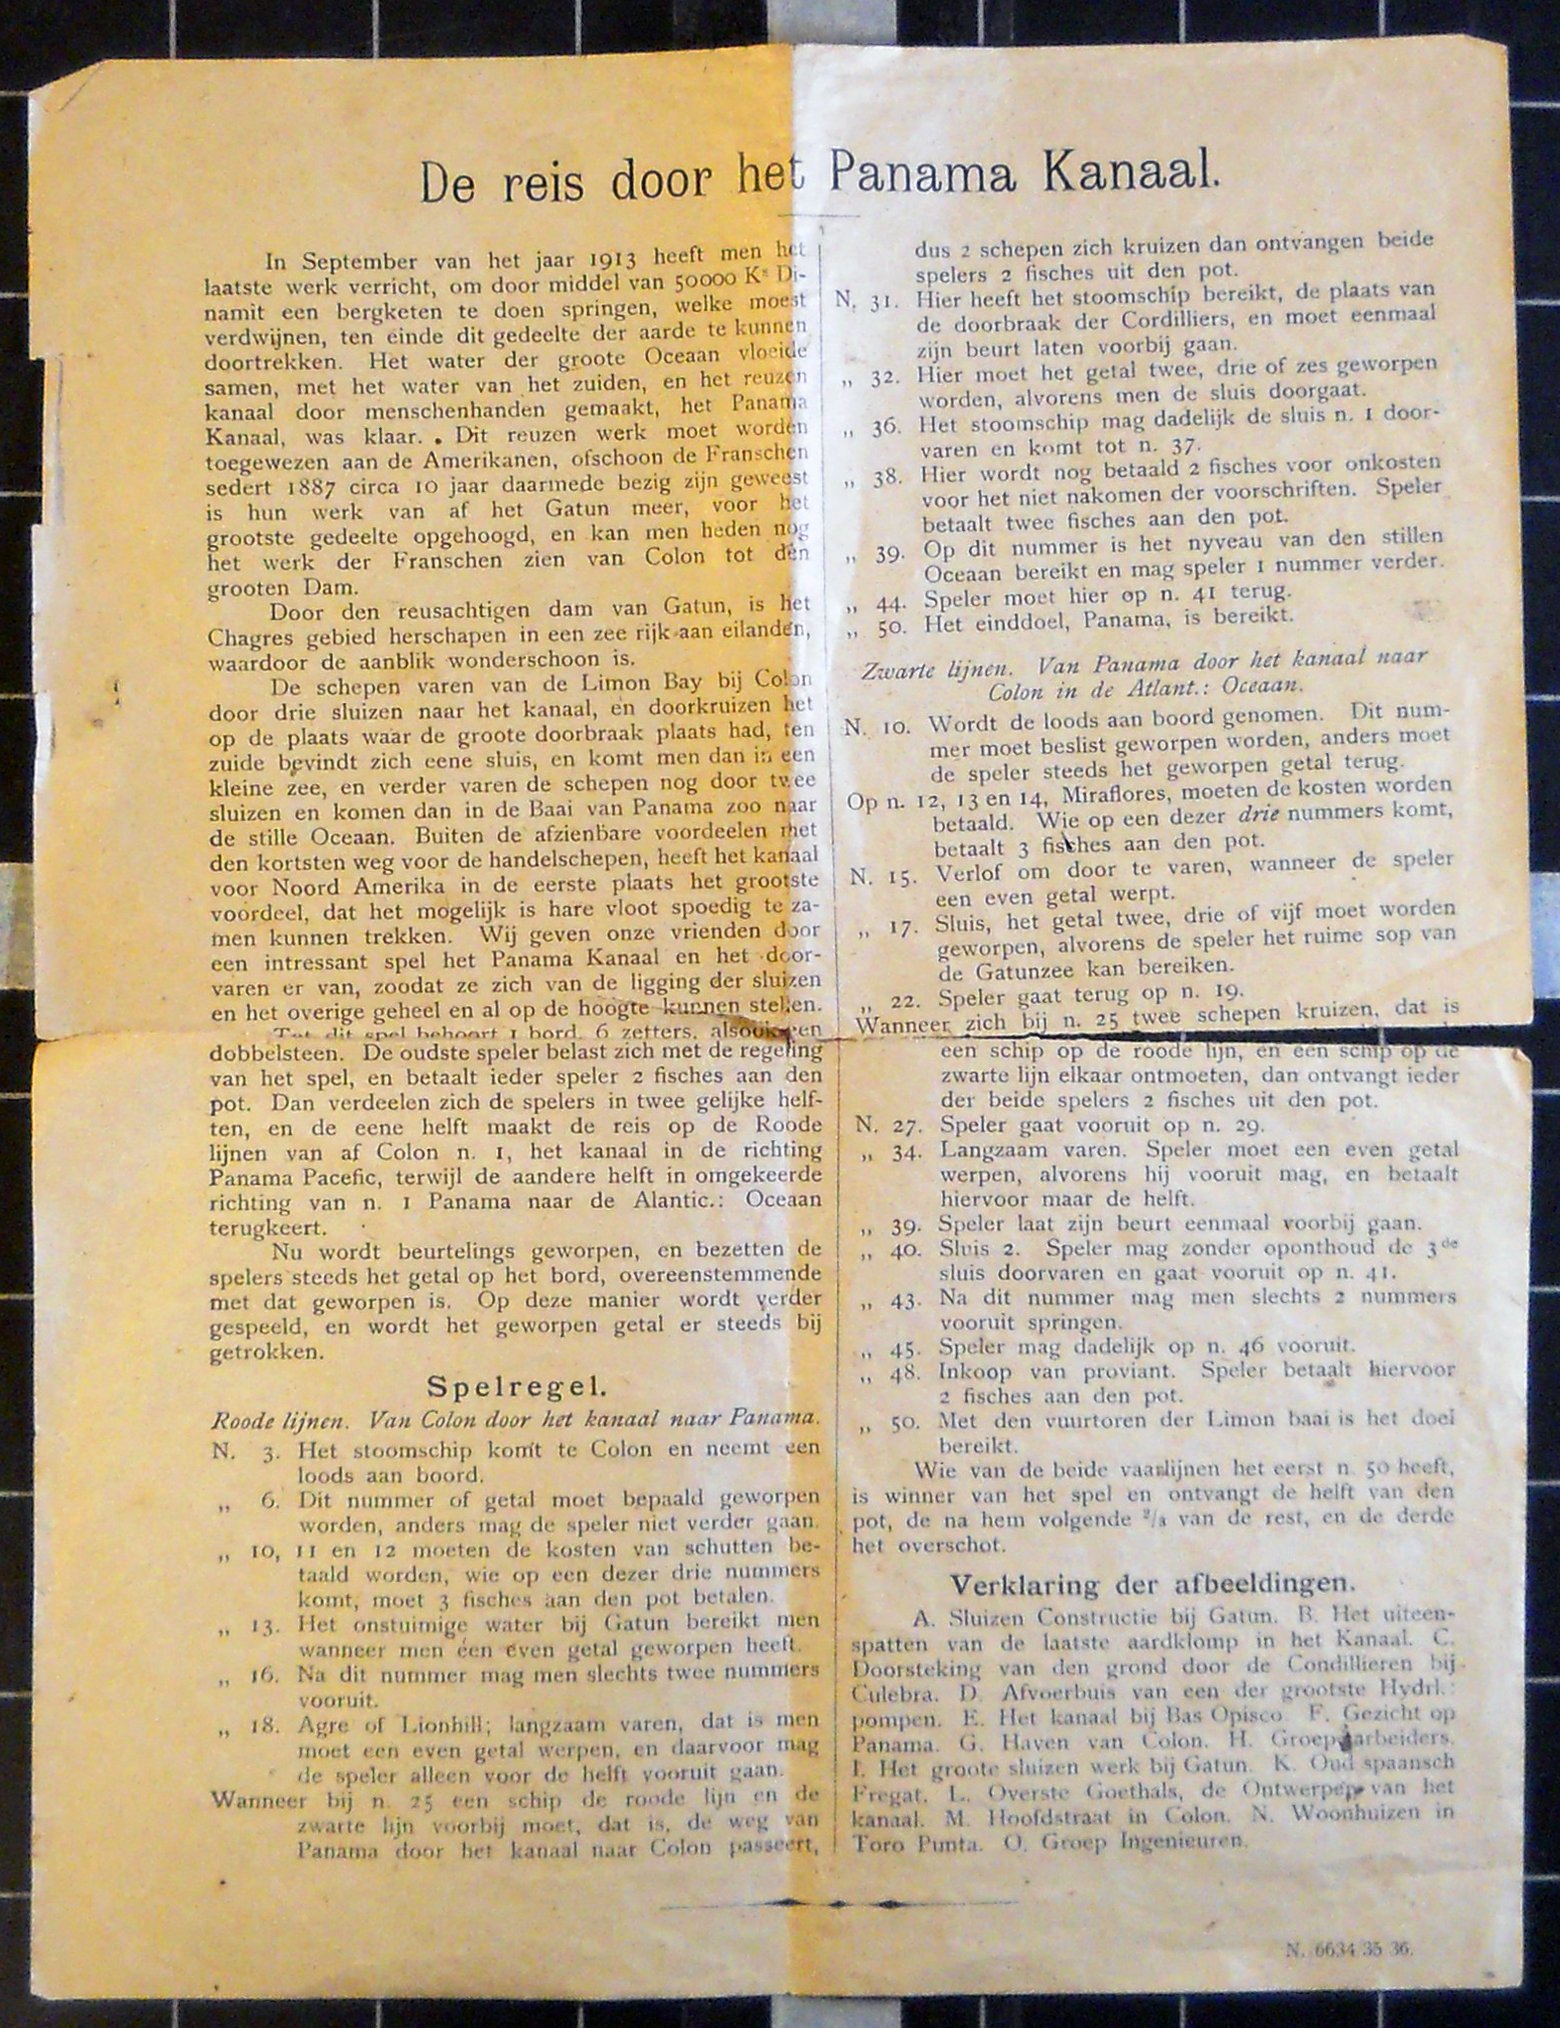 De reis door het Panama Kanaal.
In September van het jaar 1913 heeft men het
laatste werk verricht, om door middel van 50000 Kˢ Di-
namit een bergketen te doen springen, welke moest
verdwijnen, ten einde dit gedeelte der aarde te kunnen
doortrekken. Het water der groote Oceaan vloeide
samen, met het water van het zuiden, en het reuzen
kanaal door menschenhanden gemaakt, het Panama
Kanaal, was klaar. Dit reuzen werk moet worden
toegewezen aan de Amerikanen, ofschoon de Franschen
sedert 1887 circa 10 jaar daarmede bezig zijn geweest
is hun werk van af het Gatun meer, voor het
grootste gedeelte opgehoogd, en kan men heden nog
het werk der Franschen zien van Colon tot den
grooten Dam.
Door den reusachtigen dam van Gatun, is het
Chagres gebied herschapen in een zee rijk aan eilanden,
waardoor de aanblik wonderschoon is.
De schepen varen van de Limon Bay bij Colon
door drie sluizen naar het kanaal, en doorkruizen het
op de plaats waar de groote doorbraak plaats had, ten
zuide bevindt zich eene sluis, en komt men dan in een
kleine zee, en verder varen de schepen nog door twee
sluizen en komen dan in de Baai van Panama zoo naar
de stille Oceaan. Buiten de afzienbare voordeelen met
den kortsten weg voor de handelschepen, heeft het kanaal
voor Noord Amerika in de eerste plaats het grootste
voordeel, dat het mogelijk is hare vloot spoedig te za-
men kunnen trekken. Wij geven onze vrienden door
een intressant spel het Panama Kanaal en het door-
varen er van, zoodat ze zich van de ligging der sluizen
en het overige geheel en al op de hoogte kunnen stellen.
Tot dit spel behoort 1 bord, 6 zetters, alsook een
dobbelsteen. De oudste speler belast zich met de regeling
van het spel, en betaalt ieder speler 2 fisches aan den
pot. Dan verdeelen zich de spelers in twee gelijke helf-
ten, en de eene helft maakt de reis op de Roode
lijnen van af Colon n. 1, het kanaal in de richting
Panama Pacefic, terwijl de aandere helft in omgekeerde
richting van n. 1 Panama naar de Alantic.: Oceaan
terugkeert.
Nu wordt beurtelings geworpen, en bezetten de
spelers steeds het getal op het bord, overeenstemmende
met dat geworpen is. Op deze manier wordt verder
gespeeld, en wordt het geworpen getal er steeds bij
getrokken.
Spelregel.
Roode lijnen. Van Colon door het kanaal naar Panama.
N. 3. Het stoomschip komt te Colon en neemt een
loods aan boord.
„ 6. Dit nummer of getal moet bepaald geworpen
worden, anders mag de speler niet verder gaan.
„ 10, 11 en 12 moeten de kosten van schutten be-
taald worden, wie op een dezer drie nummers
komt, moet 3 fisches aan den pot betalen.
„ 13. Het onstuimige water bij Gatun bereikt men
wanneer men een even getal geworpen heeft.
„ 16. Na dit nummer mag men slechts twee nummers
vooruit.
„ 18. Agre of Lionhill; langzaam varen, dat is men
moet een even getal werpen, en daarvoor mag
de speler alleen voor de helft vooruit gaan.
Wanneer bij n. 25 een schip de roode lijn en de
zwarte lijn voorbij moet, dat is, de weg van
Panama door het kanaal naar Colon passeert,
dus 2 schepen zich kruizen dan ontvangen beide
spelers 2 fisches uit den pot.
N. 31. Hier heeft het stoomschip bereikt, de plaats van
de doorbraak der Cordilliers, en moet eenmaal
zijn beurt laten voorbij gaan.
„ 32. Hier moet het getal twee, drie of zes geworpen
worden, alvorens men de sluis doorgaat.
„ 36. Het stoomschip mag dadelijk de sluis n. 1 door-
varen en komt tot n. 37.
„ 38. Hier wordt nog betaald 2 fisches voor onkosten
voor het niet nakomen der voorschriften. Speler
betaalt twee fisches aan den pot.
„ 39. Op dit nummer is het nyveau van den stillen
Oceaan bereikt en mag speler 1 nummer verder.
„ 44. Speler moet hier op n. 41 terug.
„ 50. Het einddoel, Panama, is bereikt.
Zwarte lijnen. Van Panama door het kanaal naar
Colon in de Atlant.: Oceaan.
N. 10. Wordt de loods aan boord genomen. Dit num-
mer moet beslist geworpen worden, anders moet
de speler steeds het geworpen getal terug.
Op n. 12, 13 en 14, Miraflores, moeten de kosten worden
betaald. Wie op een dezer drie nummers komt,
betaalt 3 fisches aan den pot.
N. 15. Verlof om door te varen, wanneer de speler
een even getal werpt.
„ 17. Sluis, het getal twee, drie of vijf moet worden
geworpen, alvorens de speler het ruime sop van
de Gatunzee kan bereiken.
„ 22. Speler gaat terug op n. 19.
Wanneer zich bij n. 25 twee schepen kruizen, dat is
een schip op de roode lijn, en een schip op de
zwarte lijn elkaar ontmoeten, dan ontvangt ieder
der beide spelers 2 fisches uit den pot.
N. 27. Speler gaat vooruit op n. 29.
„ 34. Langzaam varen. Speler moet een even getal
werpen, alvorens hij vooruit mag, en betaalt
hiervoor maar de helft.
„ 39. Speler laat zijn beurt eenmaal voorbij gaan.
„ 40. Sluis 2. Speler mag zonder oponthoud de 3de
sluis doorvaren en gaat vooruit op n. 41.
„ 43. Na dit nummer mag men slechts 2 nummers
vooruit springen.
„ 45. Speler mag dadelijk op n. 46 vooruit.
„ 48. Inkoop van proviant. Speler betaalt hiervoor
2 fisches aan den pot.
„ 50. Met den vuurtoren der Limon baai is het doel
bereikt.
Wie van de beide vaarlijnen het eerst n. 50 heeft,
is winner van het spel en ontvangt de helft van den
pot, de na hem volgende ²/₃ van de rest, en de derde
het overschot.
Verklaring der afbeeldingen.
A. Sluizen Constructie bij Gatun. B. Het uiteen-
spatten van de laatste aardklomp in het Kanaal. C.
Doorsteking van den grond door de Condillieren bij
Culebra. D. Afvoerbuis van een der grootste Hydrl.:
pompen. E. Het kanaal bij Bas Opisco. F. Gezicht op
Panama. G. Haven van Colon. H. Groep arbeiders.
I. Het groote sluizen werk bij Gatun. K. Oud spaansch
Fregat. L. Overste Goethals, de Ontwerper van het
kanaal. M. Hoofdstraat in Colon. N. Woonhuizen in
Toro Punta. O. Groep Ingenieuren.
N. 6634 35 36.